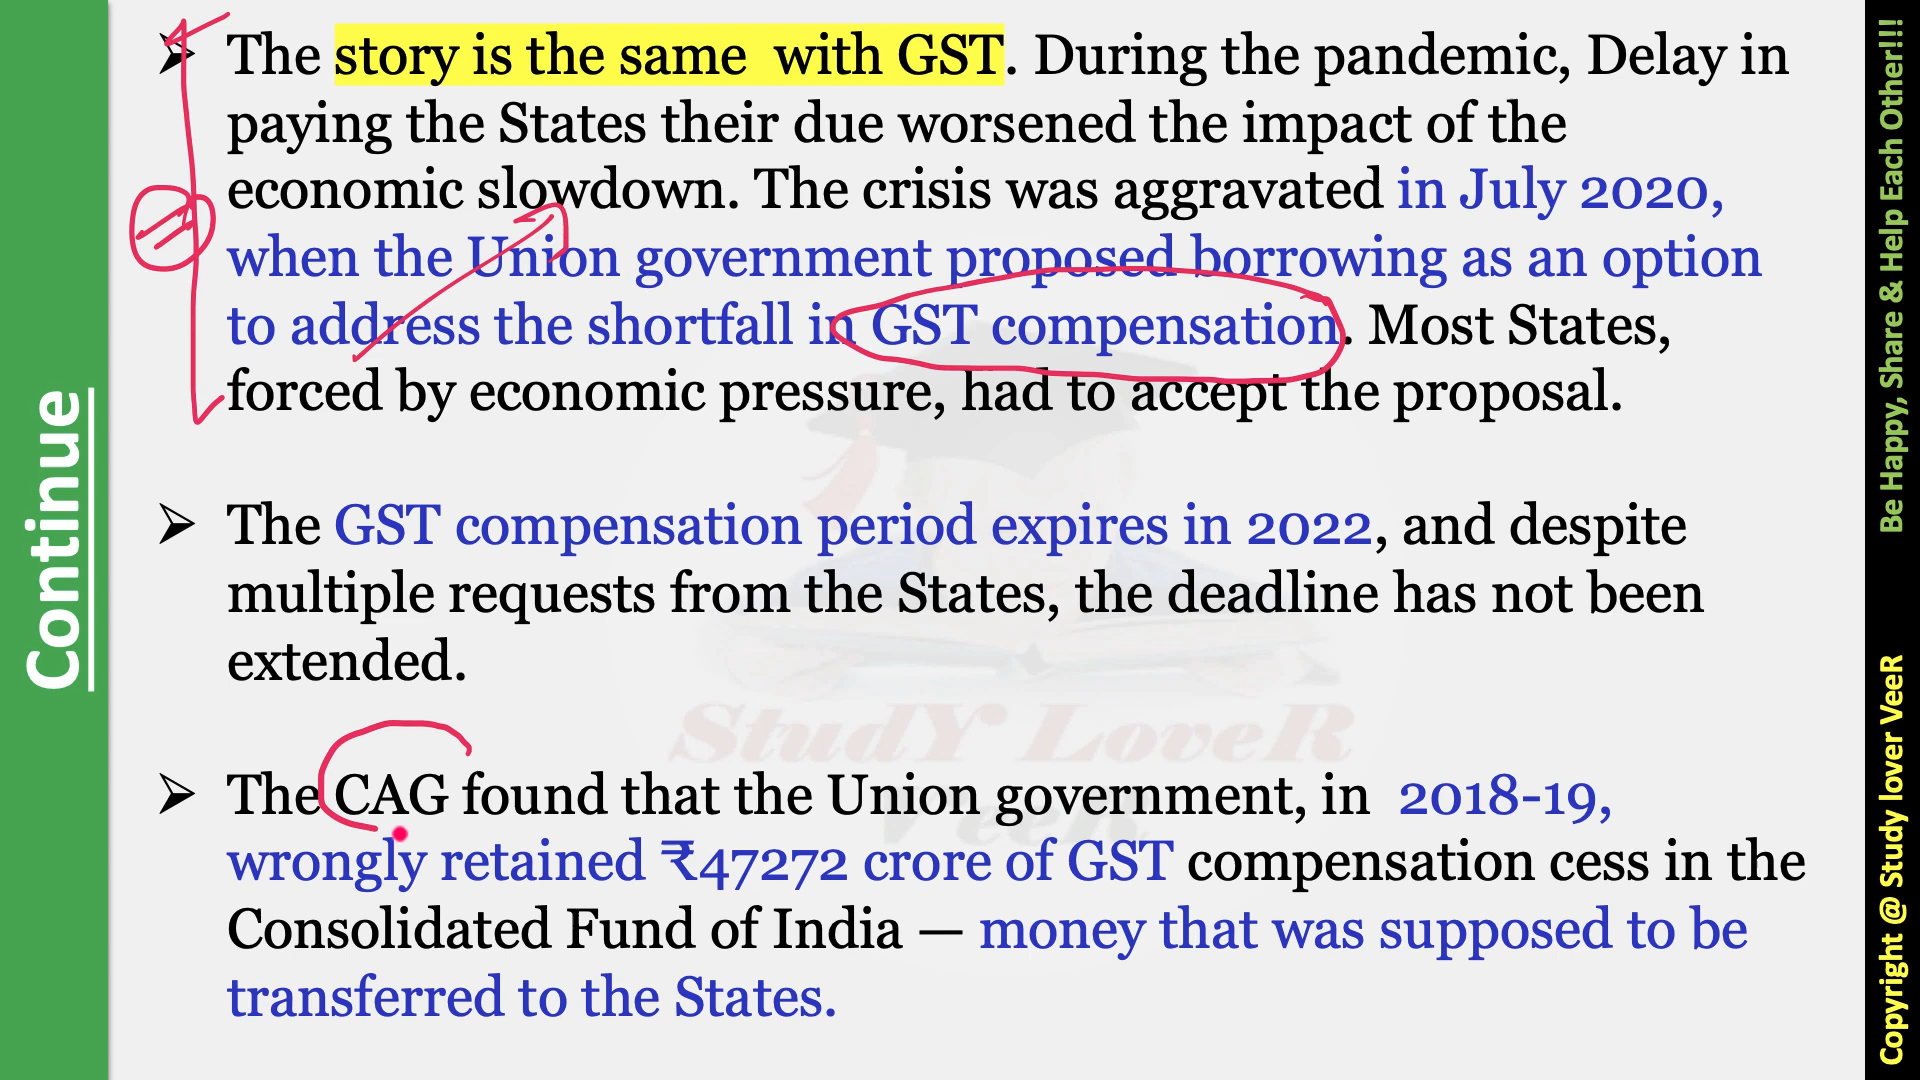 Continue
➢ The story is the same with GST. During the pandemic, Delay in
paying the States their due worsened the impact of the
economic slowdown. The crisis was aggravated in July 2020,
when the Union government proposed borrowing as an option
to address the shortfall in GST compensation. Most States,
forced by economic pressure, had to accept the proposal.
➢ The GST compensation period expires in 2022, and despite
multiple requests from the States, the deadline has not been
extended.
➢ The CAG found that the Union government, in 2018-19,
wrongly retained ₹47272 crore of GST compensation cess in the
Consolidated Fund of India — money that was supposed to be
transferred to the States.
StudY LoveR
VeeR
Be Happy, Share & Help Each Other!!!
Copyright @ Study lover VeeR